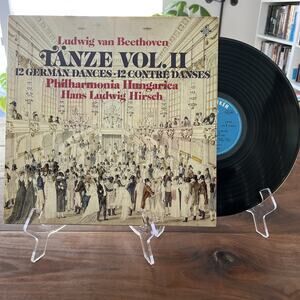 Ludwig van Beethoven
TÄNZE VOL.II
12 GERMAN DANCES·12 CONTRE DANSES
Philharmonia Hungarica
Hans Ludwig Hirsch